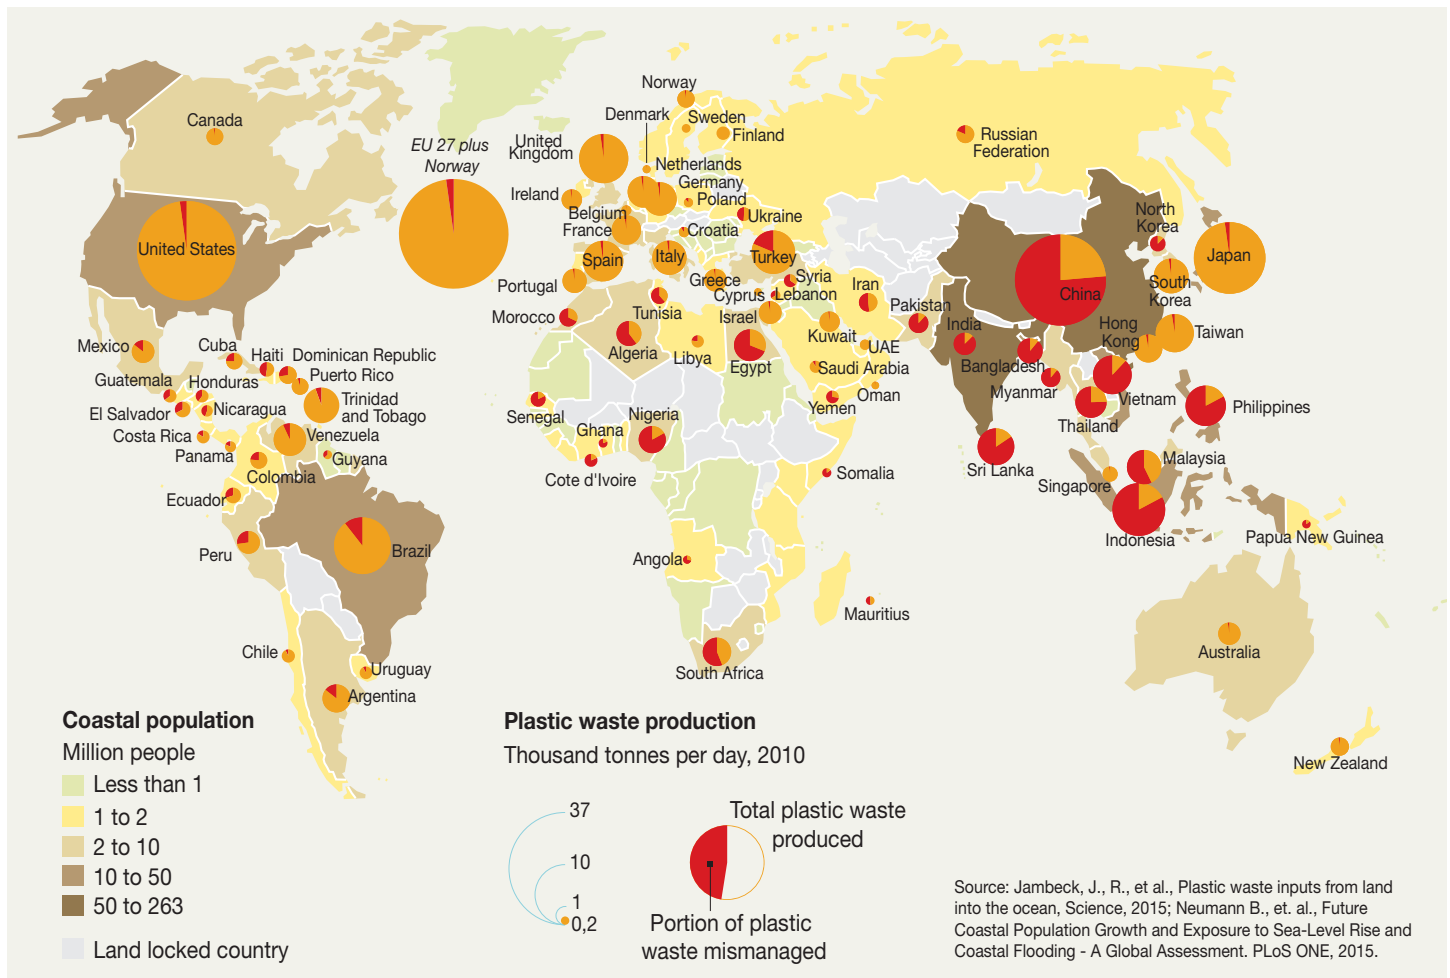 Norway
Denmark
Sweden
Finland
Canada
EU 27 plus
Norway
United
Kingdom
Russian
Federation
Netherlands
Germany
Poland
Ireland
Belgium
France
Ukraine
Croatia
North
Korea
United States
Spain
Italy
Turkey
Japan
Portugal
Greece
Syria
Cyprus
Lebanon
Iran
China
South
Korea
Morocco
Tunisia
Israel
Pakistan
India
Hong
Kong
Taiwan
Mexico
Cuba
Haiti
Dominican Republic
Puerto Rico
Algeria
Libya
Egypt
Kuwait
UAE
Saudi Arabia
Bangladesh
Guatemala
Honduras
Oman
Myanmar
Vietnam
El Salvador
Nicaragua
Trinidad
and Tobago
Senegal
Nigeria
Yemen
Philippines
Costa Rica
Venezuela
Ghana
Thailand
Panama
Guyana
Colombia
Cote d'Ivoire
Somalia
Sri Lanka
Malaysia
Singapore
Ecuador
Indonesia
Papua New Guinea
Peru
Brazil
Angola
Mauritius
Chile
Uruguay
South Africa
Australia
Argentina
New Zealand
Coastal population
Million people
Less than 1
1 to 2
2 to 10
10 to 50
50 to 263
Land locked country
Plastic waste production
Thousand tonnes per day, 2010
37
10
1
0,2
Total plastic waste
produced
Portion of plastic
waste mismanaged
Source: Jambeck, J., R., et al., Plastic waste inputs from land
into the ocean, Science, 2015; Neumann B., et. al., Future
Coastal Population Growth and Exposure to Sea-Level Rise and
Coastal Flooding - A Global Assessment. PLoS ONE, 2015.